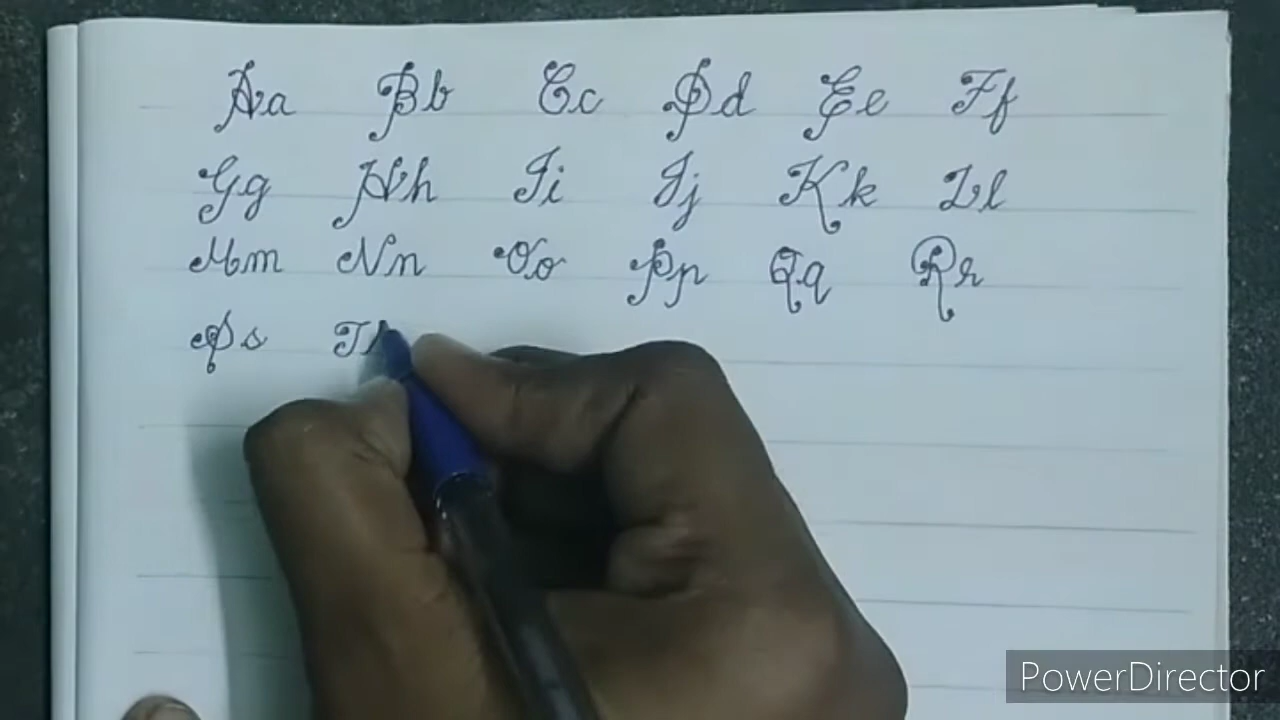 Aa Bb Cc Dd Ee Ff
Gg Hh Ii Jj Kk Ll
Mm Nn Oo Pp Qq Rr
Ss T
PowerDirector